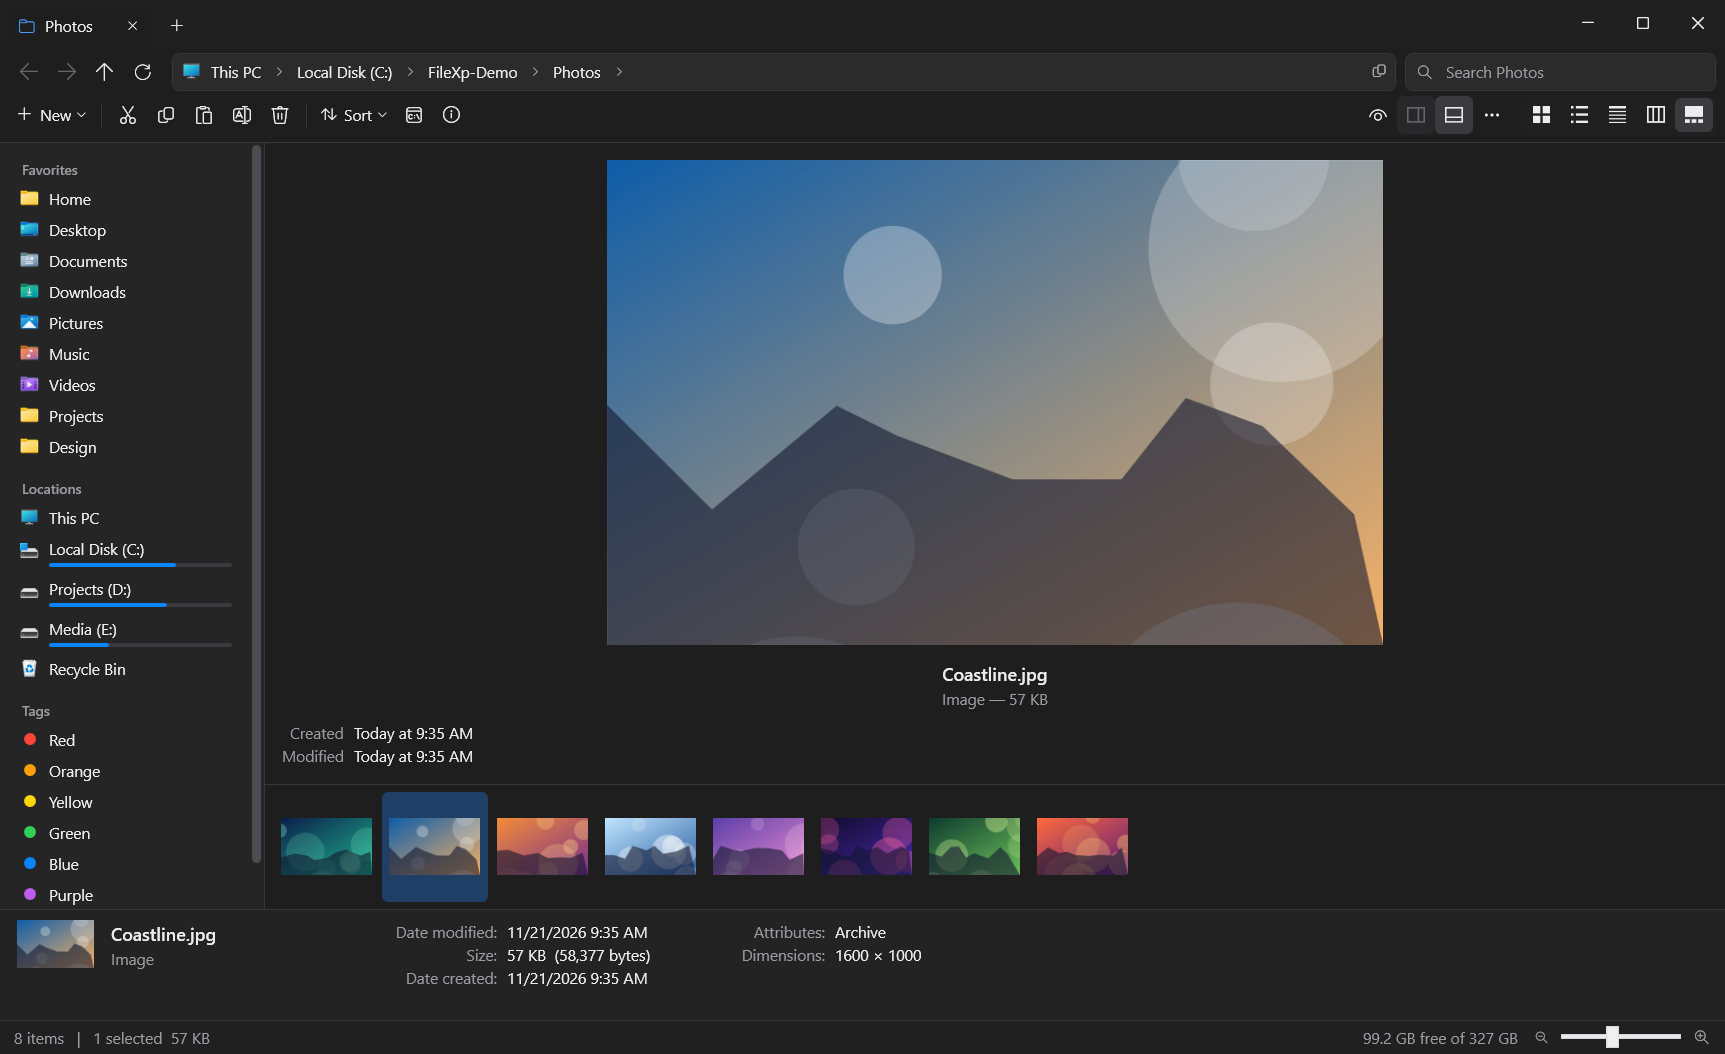 Photos
This PC > Local Disk (C:) > FileXp-Demo > Photos >
Search Photos
New
Sort
Favorites
Home
Desktop
Documents
Downloads
Pictures
Music
Videos
Projects
Design
Locations
This PC
Local Disk (C:)
Projects (D:)
Media (E:)
Recycle Bin
Tags
Red
Orange
Yellow
Green
Blue
Purple
Coastline.jpg
Image — 57 KB
Created Today at 9:35 AM
Modified Today at 9:35 AM
Coastline.jpg
Image
Date modified: 11/21/2026 9:35 AM
Size: 57 KB (58,377 bytes)
Date created: 11/21/2026 9:35 AM
Attributes: Archive
Dimensions: 1600 × 1000
8 items | 1 selected 57 KB
99.2 GB free of 327 GB